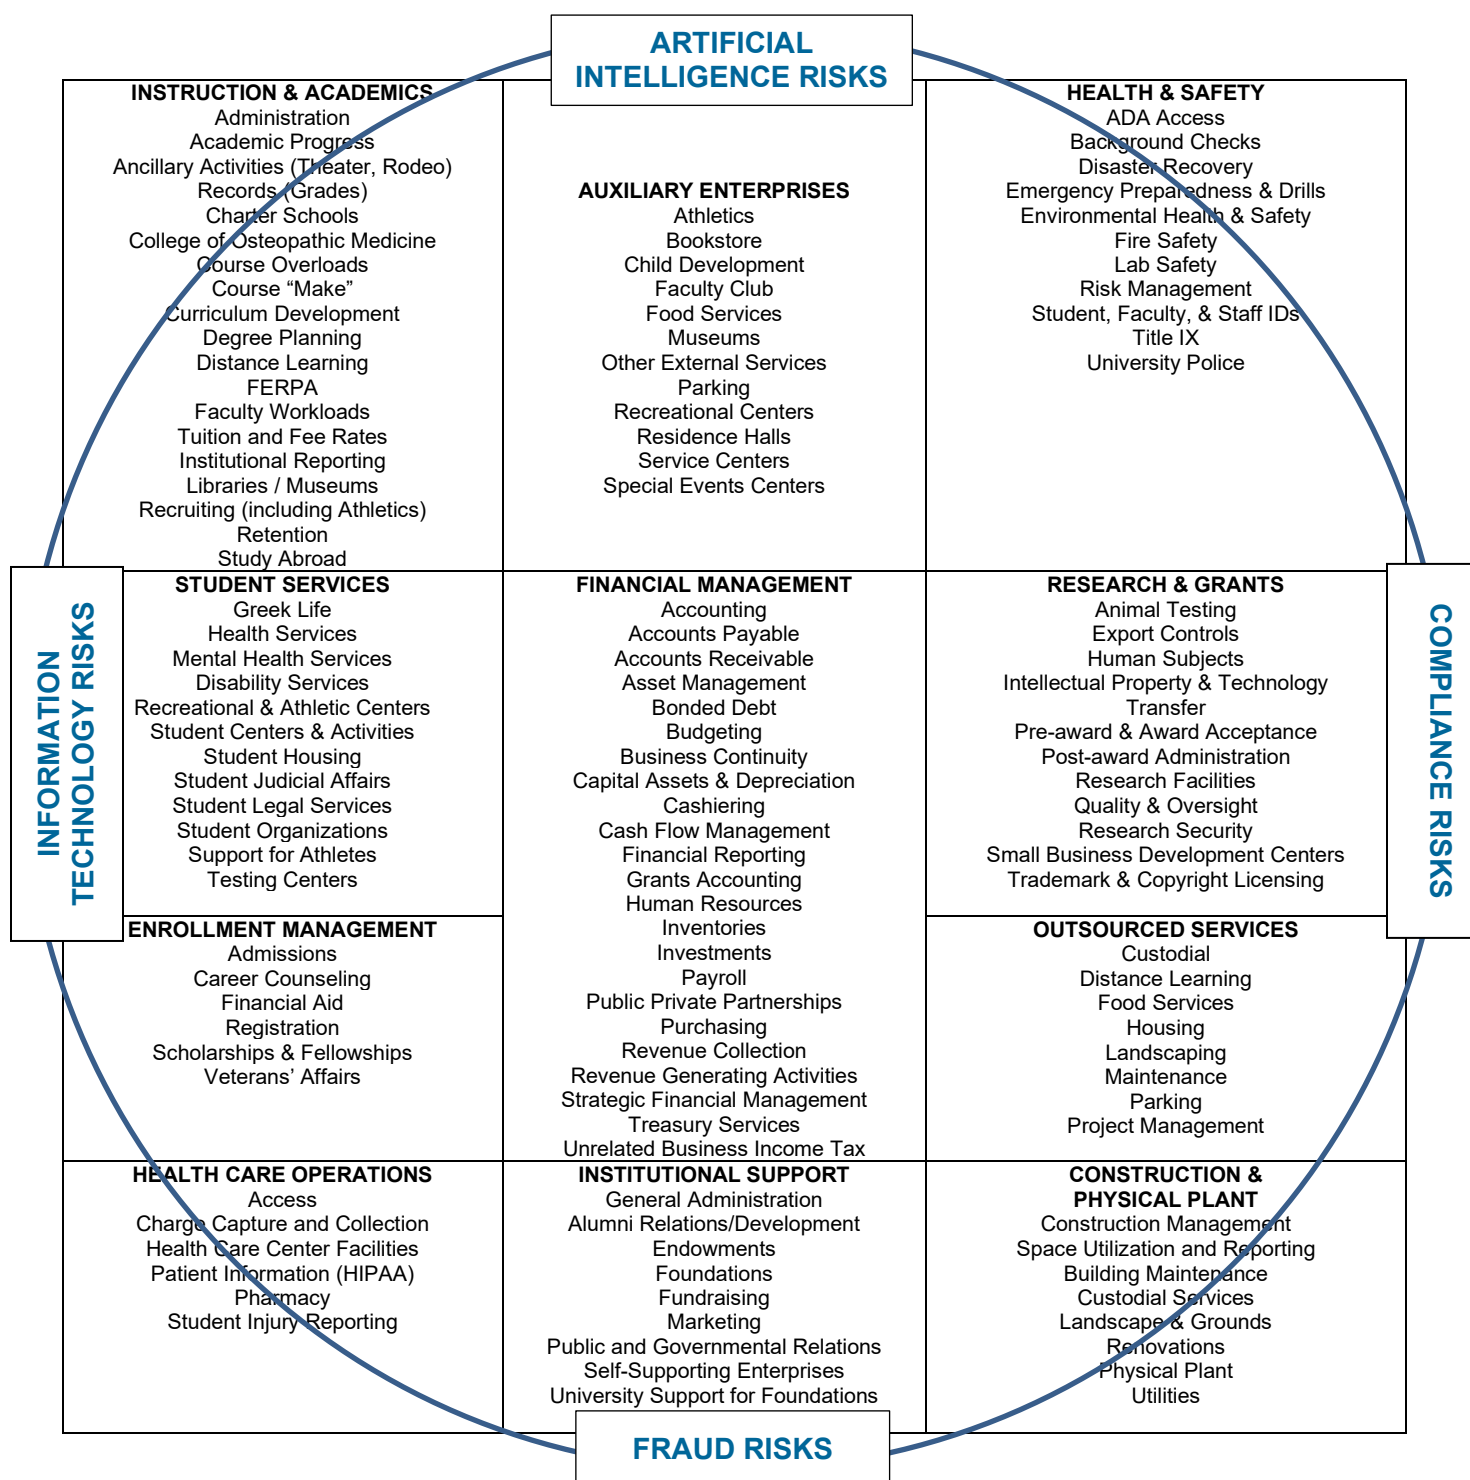 ARTIFICIAL
INTELLIGENCE RISKS
INSTRUCTION & ACADEMICS
Administration
Academic Progress
Ancillary Activities (Theater, Rodeo)
Records (Grades)
Charter Schools
College of Osteopathic Medicine
Course Overloads
Course “Make”
Curriculum Development
Degree Planning
Distance Learning
FERPA
Faculty Workloads
Tuition and Fee Rates
Institutional Reporting
Libraries / Museums
Recruiting (including Athletics)
Retention
Study Abroad
AUXILIARY ENTERPRISES
Athletics
Bookstore
Child Development
Faculty Club
Food Services
Museums
Other External Services
Parking
Recreational Centers
Residence Halls
Service Centers
Special Events Centers
HEALTH & SAFETY
ADA Access
Background Checks
Disaster Recovery
Emergency Preparedness & Drills
Environmental Health & Safety
Fire Safety
Lab Safety
Risk Management
Student, Faculty, & Staff IDs
Title IX
University Police
INFORMATION
TECHNOLOGY RISKS
STUDENT SERVICES
Greek Life
Health Services
Mental Health Services
Disability Services
Recreational & Athletic Centers
Student Centers & Activities
Student Housing
Student Judicial Affairs
Student Legal Services
Student Organizations
Support for Athletes
Testing Centers
FINANCIAL MANAGEMENT
Accounting
Accounts Payable
Accounts Receivable
Asset Management
Bonded Debt
Budgeting
Business Continuity
Capital Assets & Depreciation
Cashiering
Cash Flow Management
Financial Reporting
Grants Accounting
Human Resources
Inventories
Investments
Payroll
Public Private Partnerships
Purchasing
Revenue Collection
Revenue Generating Activities
Strategic Financial Management
Treasury Services
Unrelated Business Income Tax
RESEARCH & GRANTS
Animal Testing
Export Controls
Human Subjects
Intellectual Property & Technology
Transfer
Pre-award & Award Acceptance
Post-award Administration
Research Facilities
Quality & Oversight
Research Security
Small Business Development Centers
Trademark & Copyright Licensing
COMPLIANCE RISKS
ENROLLMENT MANAGEMENT
Admissions
Career Counseling
Financial Aid
Registration
Scholarships & Fellowships
Veterans’ Affairs
OUTSOURCED SERVICES
Custodial
Distance Learning
Food Services
Housing
Landscaping
Maintenance
Parking
Project Management
HEALTH CARE OPERATIONS
Access
Charge Capture and Collection
Health Care Center Facilities
Patient Information (HIPAA)
Pharmacy
Student Injury Reporting
INSTITUTIONAL SUPPORT
General Administration
Alumni Relations/Development
Endowments
Foundations
Fundraising
Marketing
Public and Governmental Relations
Self-Supporting Enterprises
University Support for Foundations
CONSTRUCTION &
PHYSICAL PLANT
Construction Management
Space Utilization and Reporting
Building Maintenance
Custodial Services
Landscape & Grounds
Renovations
Physical Plant
Utilities
FRAUD RISKS